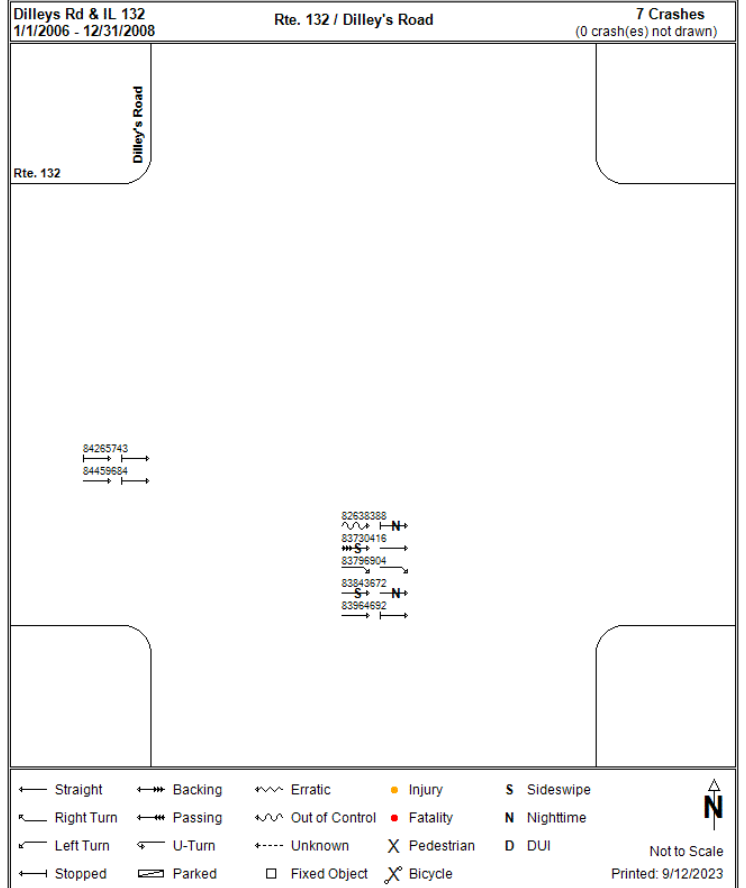 Dilleys Rd & IL 132
1/1/2006 - 12/31/2008
Rte. 132 / Dilley's Road
7 Crashes
(0 crash(es) not drawn)
Dilley's Road
Rte. 132
84265743
84459684
82638388
N
83730416
S
83796904
83843672
S N
83964692
Straight Backing Erratic Injury S Sideswipe
Right Turn Passing Out of Control Fatality N Nighttime
Left Turn U-Turn Unknown Pedestrian D DUI
Stopped Parked Fixed Object Bicycle
N
Not to Scale
Printed: 9/12/2023